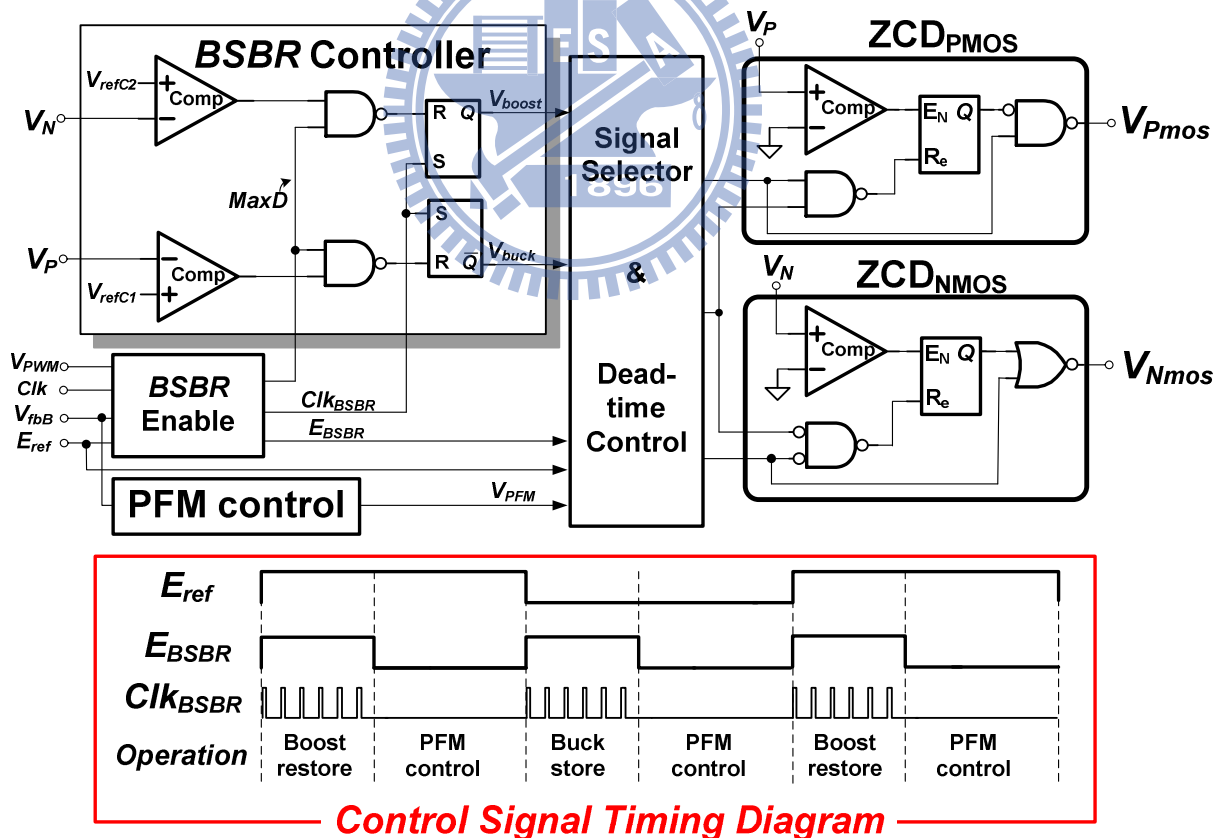 BSBR Controller
VrefC2
+
−
Comp
VN
R Q
S
Vboost
MaxD
VP
−
+
Comp
VrefC1
S
R Q̅
Vbuck
VPWM
Clk
VfbB
Eref
BSBR
Enable
ClkBSBR
EBSBR
PFM control
VPFM
Signal
Selector
&
Dead-
time
Control
ES A
1896
VP
ZCDPMOS
+
−
Comp
EN Q
Re
VPmos
VN
ZCDNMOS
+
−
Comp
EN Q
Re
VNmos
Eref
EBSBR
ClkBSBR
Operation
Boost
restore
PFM
control
Buck
store
PFM
control
Boost
restore
PFM
control
Control Signal Timing Diagram